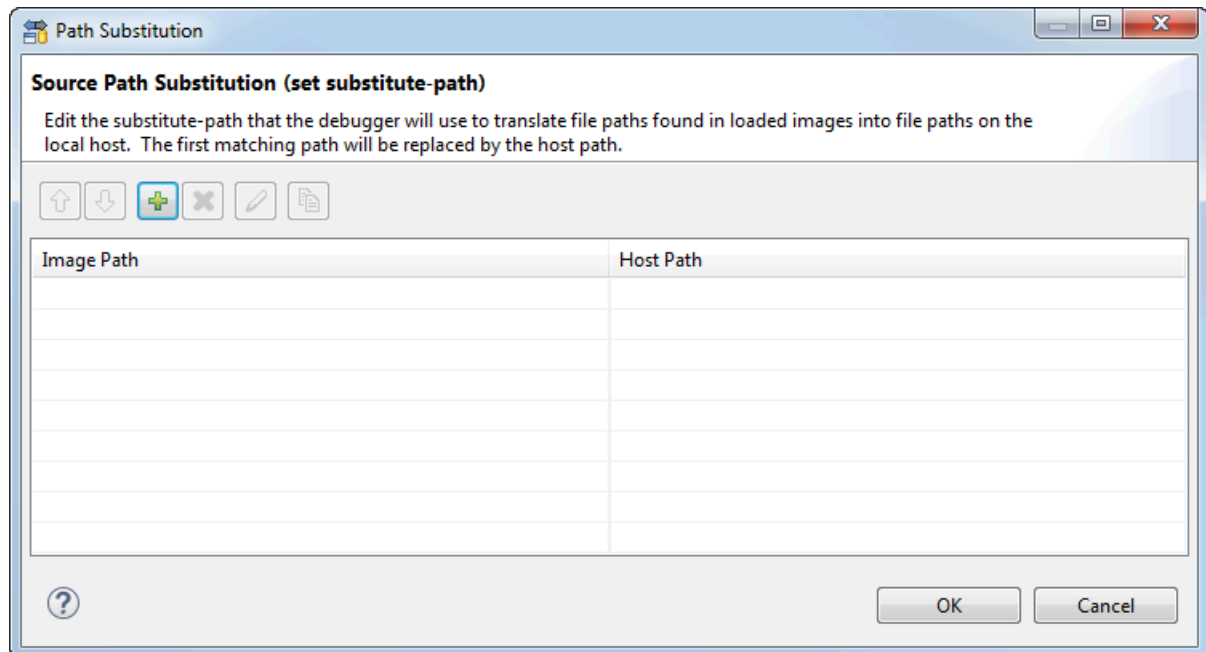 Path Substitution
Source Path Substitution (set substitute-path)
Edit the substitute-path that the debugger will use to translate file paths found in loaded images into file paths on the
local host.  The first matching path will be replaced by the host path.
Image Path
Host Path
OK
Cancel